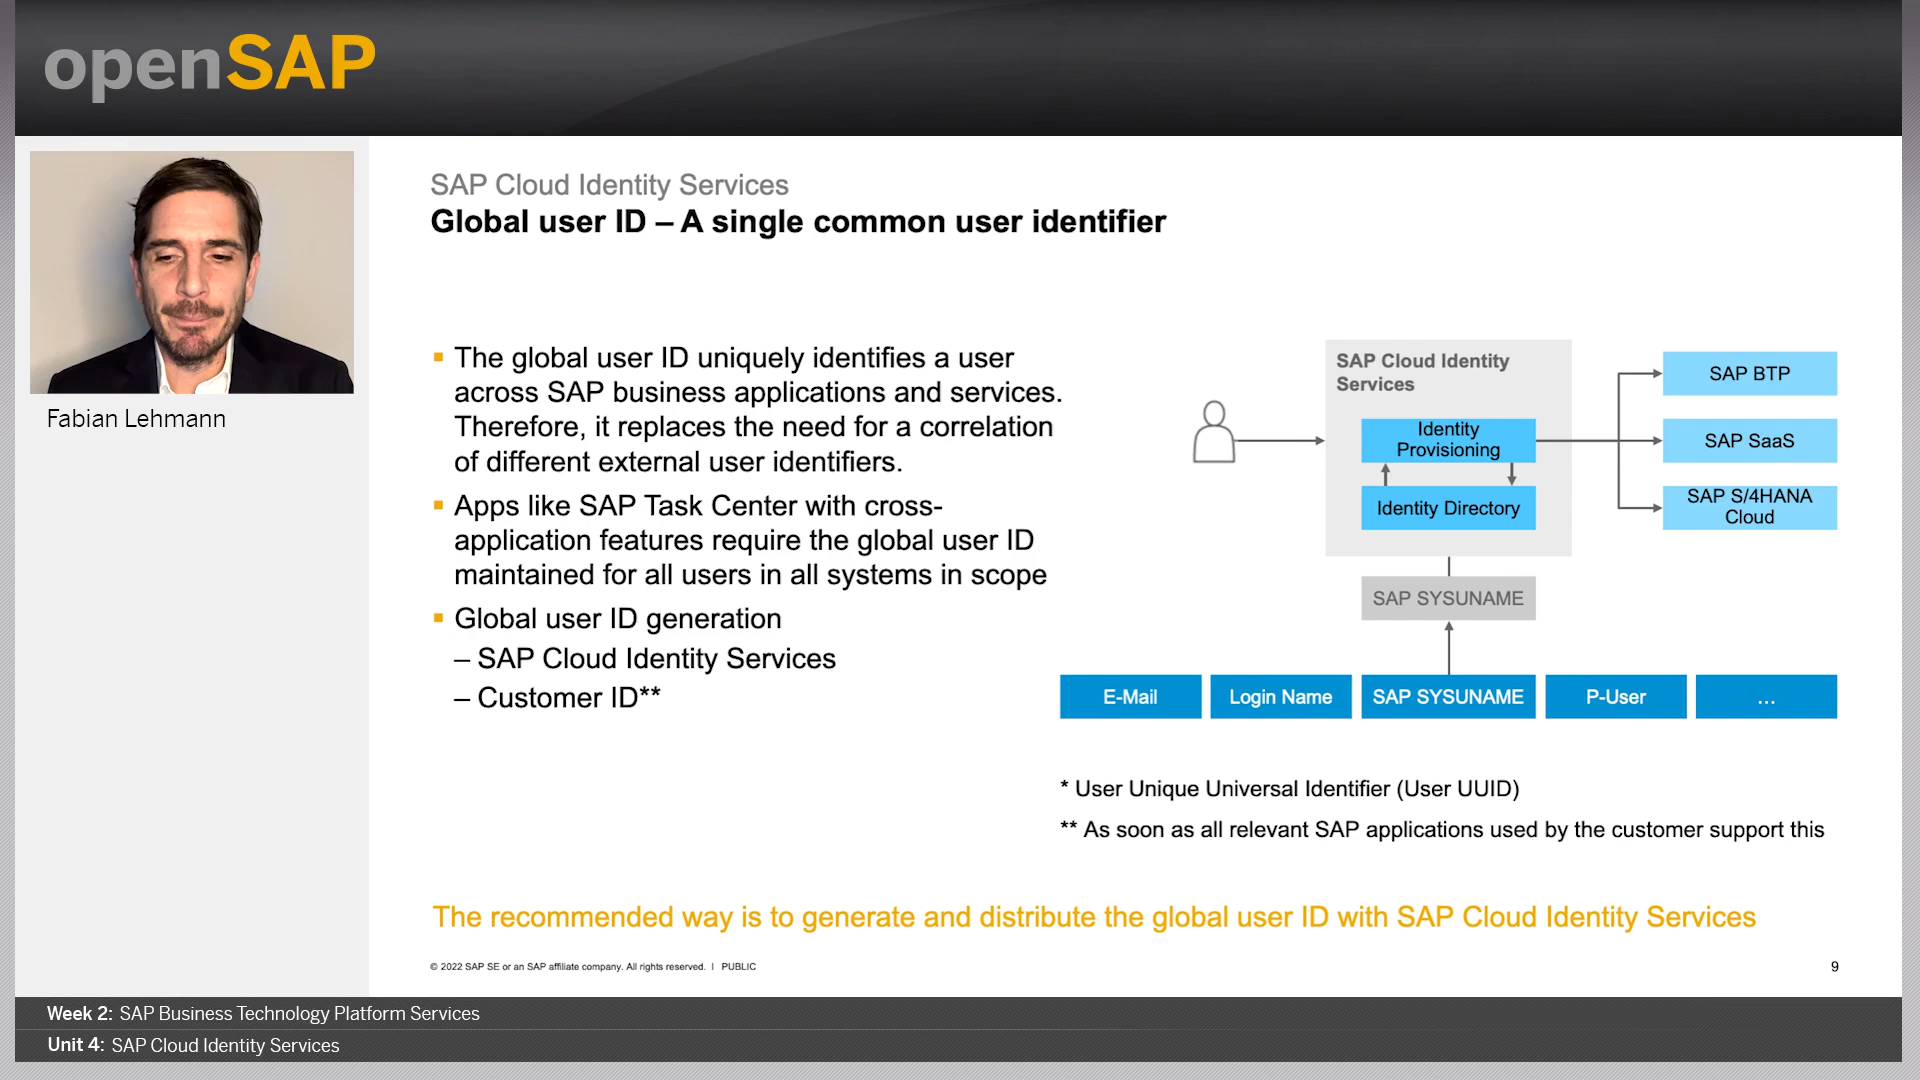 openSAP
Fabian Lehmann
SAP Cloud Identity Services
Global user ID – A single common user identifier
▪ The global user ID uniquely identifies a user
across SAP business applications and services.
Therefore, it replaces the need for a correlation
of different external user identifiers.
▪ Apps like SAP Task Center with cross-
application features require the global user ID
maintained for all users in all systems in scope
▪ Global user ID generation
– SAP Cloud Identity Services
– Customer ID**
SAP Cloud Identity
Services
Identity
Provisioning
Identity Directory
SAP BTP
SAP SaaS
SAP S/4HANA
Cloud
SAP SYSUNAME
E-Mail
Login Name
SAP SYSUNAME
P-User
...
* User Unique Universal Identifier (User UUID)
** As soon as all relevant SAP applications used by the customer support this
The recommended way is to generate and distribute the global user ID with SAP Cloud Identity Services
© 2022 SAP SE or an SAP affiliate company. All rights reserved. I PUBLIC
9
Week 2: SAP Business Technology Platform Services
Unit 4: SAP Cloud Identity Services